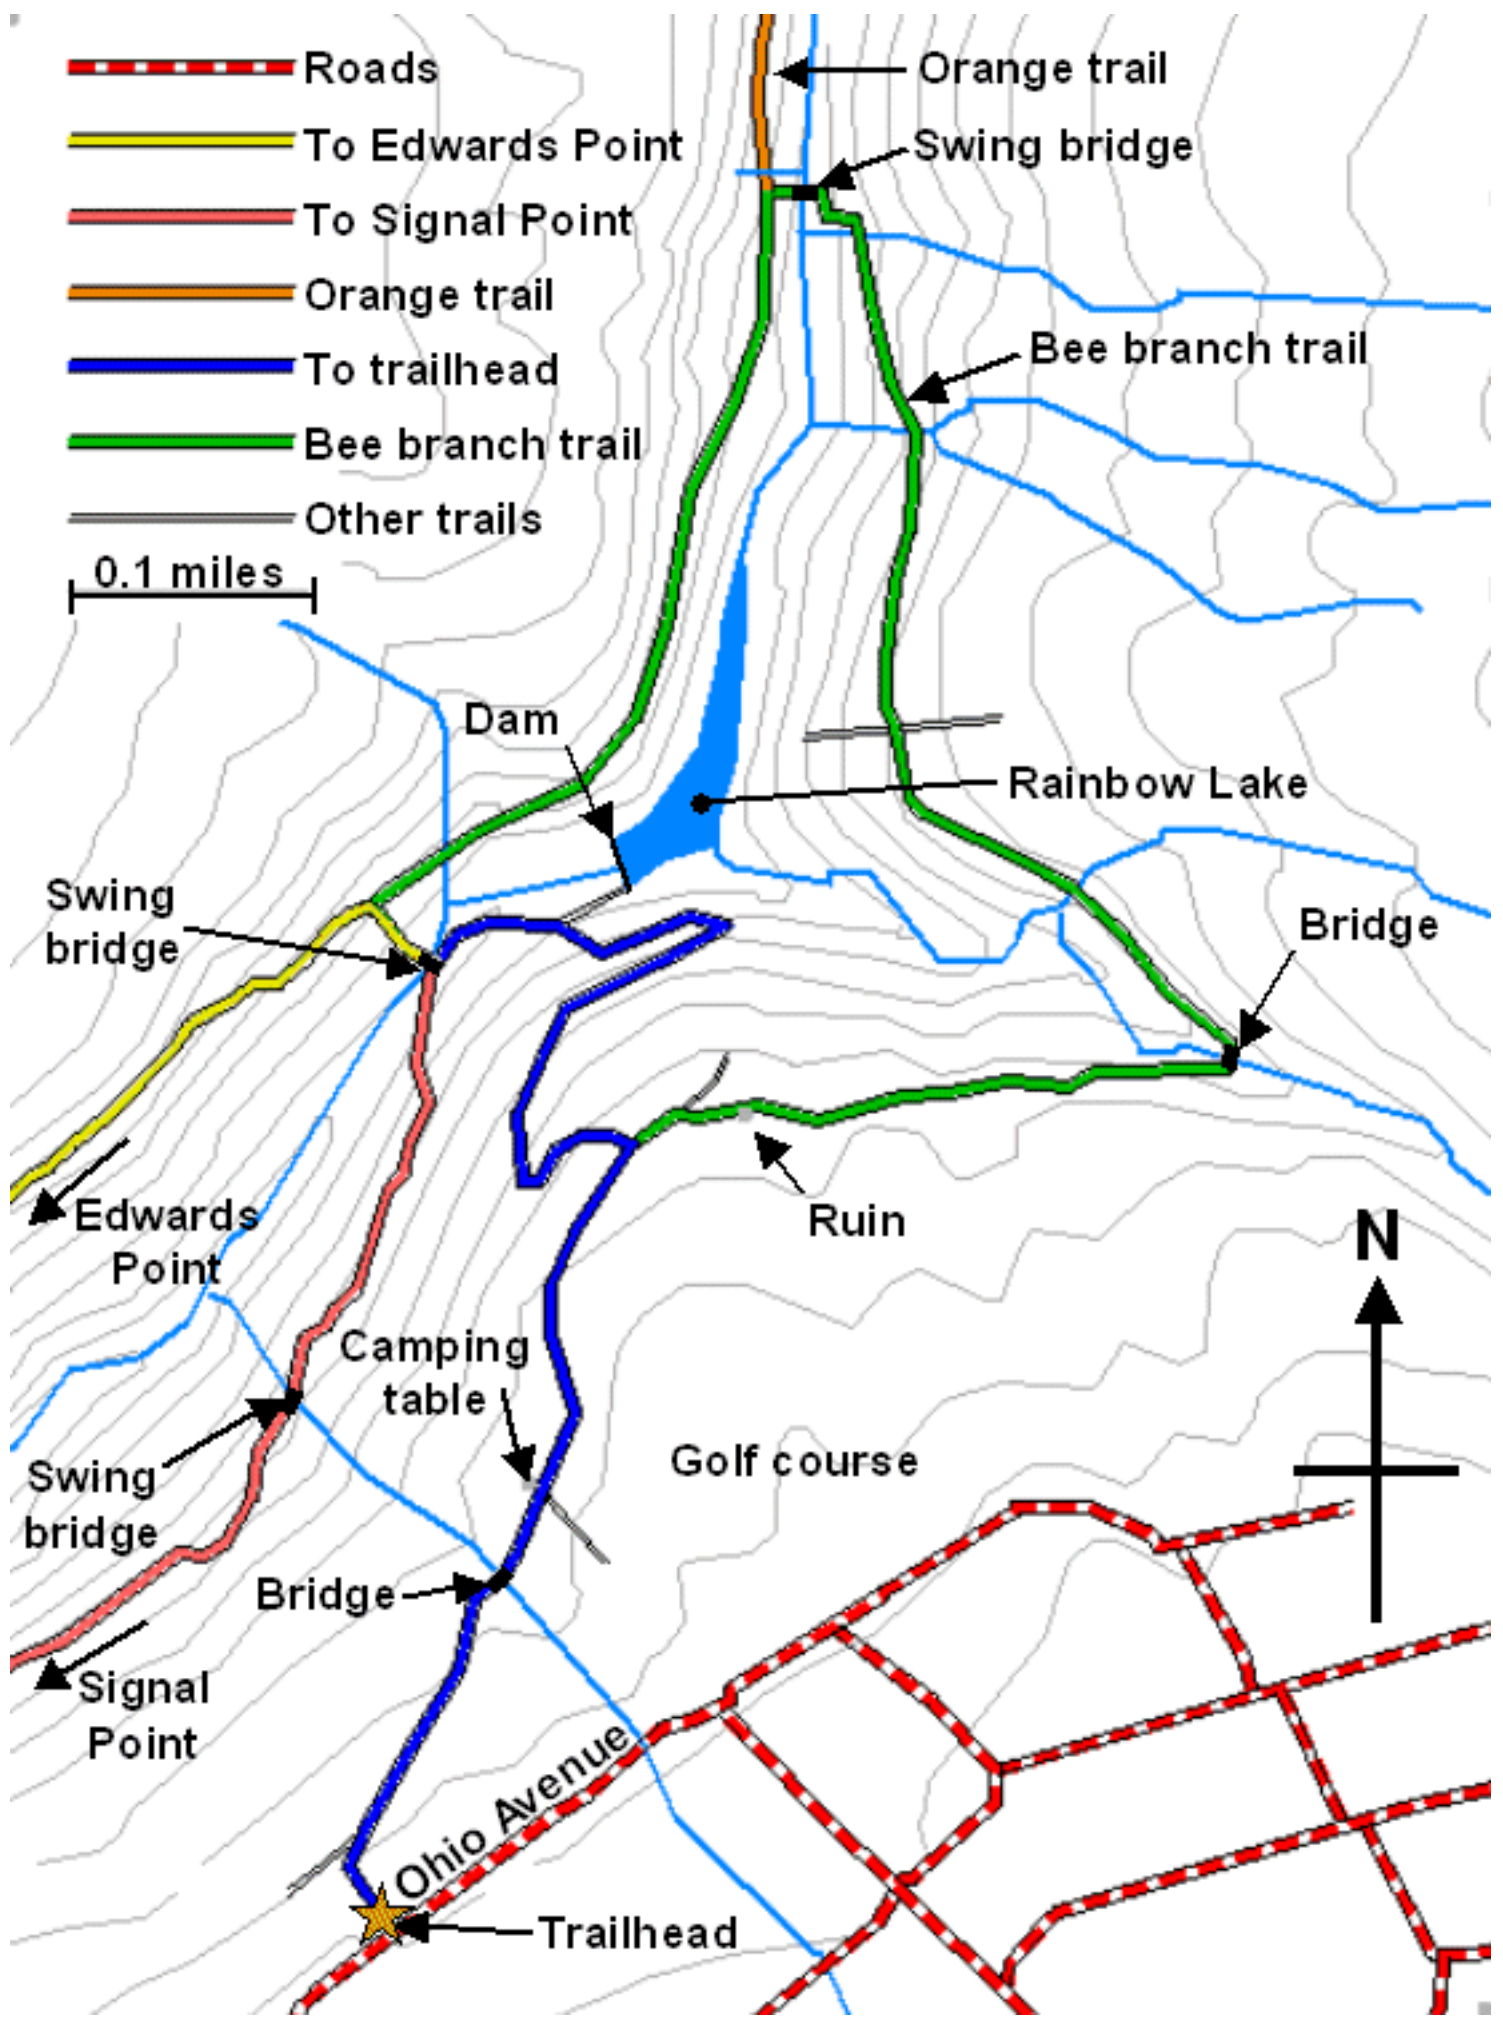 Roads
To Edwards Point
To Signal Point
Orange trail
To trailhead
Bee branch trail
Other trails
0.1 miles
Orange trail
Swing bridge
Bee branch trail
Dam
Rainbow Lake
Swing
bridge
Bridge
Edwards
Point
Ruin
N
Camping
table
Golf course
Swing
bridge
Bridge
Signal
Point
Ohio Avenue
Trailhead